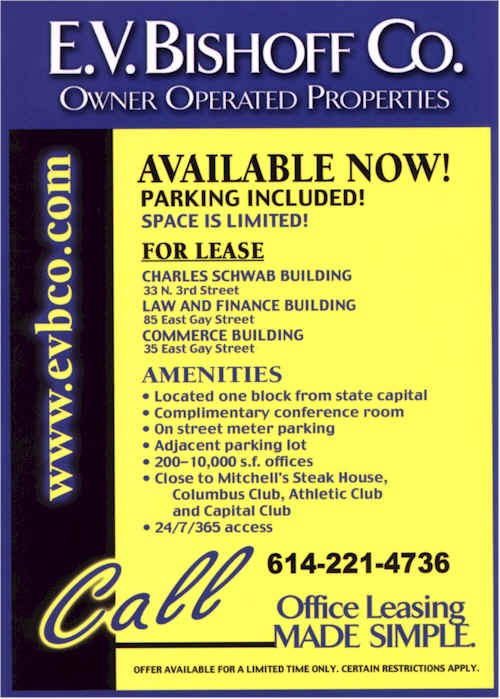 E.V. BISHOFF CO.
OWNER OPERATED PROPERTIES
www.evbco.com
AVAILABLE NOW!
PARKING INCLUDED!
SPACE IS LIMITED!
FOR LEASE
CHARLES SCHWAB BUILDING
33 N. 3rd Street
LAW AND FINANCE BUILDING
85 East Gay Street
COMMERCE BUILDING
35 East Gay Street
AMENITIES
• Located one block from state capital
• Complimentary conference room
• On street meter parking
• Adjacent parking lot
• 200–10,000 s.f. offices
• Close to Mitchell's Steak House,
Columbus Club, Athletic Club
and Capital Club
• 24/7/365 access
Call
614-221-4736
Office Leasing
MADE SIMPLE.
OFFER AVAILABLE FOR A LIMITED TIME ONLY. CERTAIN RESTRICTIONS APPLY.